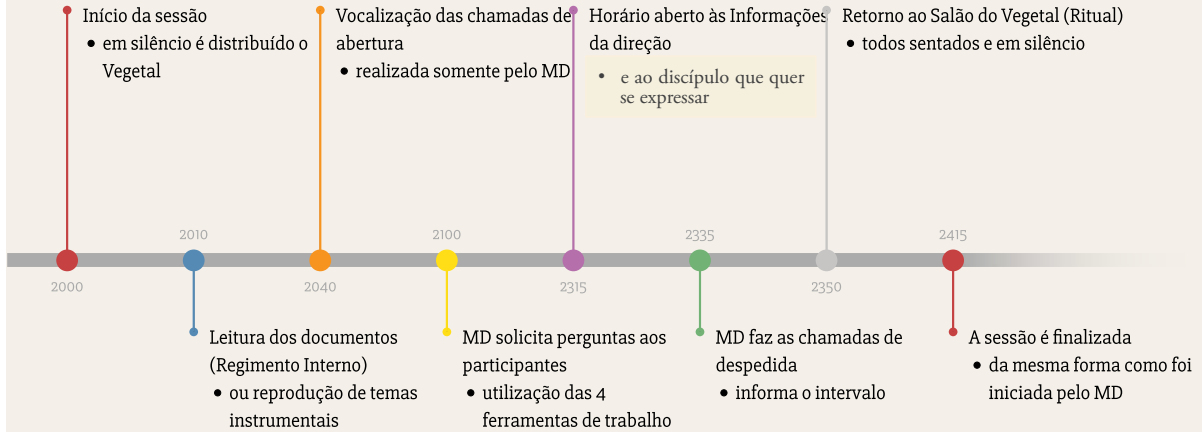 Início da sessão
• em silêncio é distribuído o
Vegetal
Vocalização das chamadas de
abertura
• realizada somente pelo MD
Horário aberto às Informações
da direção
• e ao discípulo que quer
se expressar
Retorno ao Salão do Vegetal (Ritual)
• todos sentados e em silêncio
2010
2100
2335
2415
2000
2040
2315
2350
Leitura dos documentos
(Regimento Interno)
• ou reprodução de temas
instrumentais
MD solicita perguntas aos
participantes
• utilização das 4
ferramentas de trabalho
MD faz as chamadas de
despedida
• informa o intervalo
A sessão é finalizada
• da mesma forma como foi
iniciada pelo MD